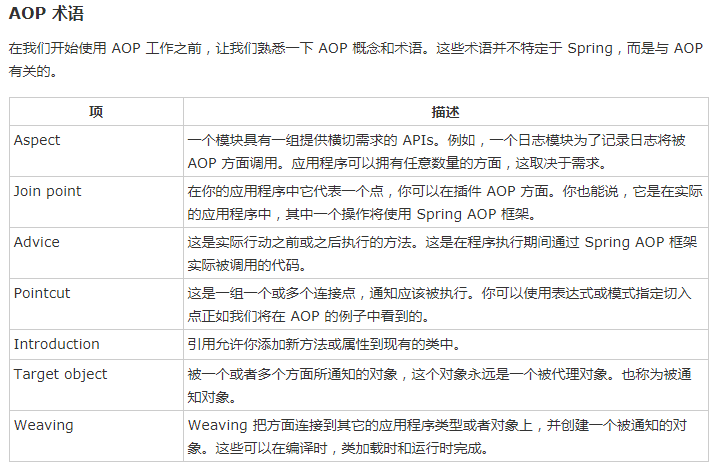 AOP 术语
在我们开始使用 AOP 工作之前，让我们熟悉一下 AOP 概念和术语。这些术语并不特定于 Spring，而是与 AOP
有关的。
项 描述
Aspect 一个模块具有一组提供横切需求的 APIs。例如，一个日志模块为了记录日志将被
AOP 方面调用。应用程序可以拥有任意数量的方面，这取决于需求。
Join point 在你的应用程序中它代表一个点，你可以在插件 AOP 方面。你也能说，它是在实际
的应用程序中，其中一个操作将使用 Spring AOP 框架。
Advice 这是实际行动之前或之后执行的方法。这是在程序执行期间通过 Spring AOP 框架
实际被调用的代码。
Pointcut 这是一组一个或多个连接点，通知应该被执行。你可以使用表达式或模式指定切入
点正如我们将在 AOP 的例子中看到的。
Introduction 引用允许你添加新方法或属性到现有的类中。
Target object 被一个或者多个方面所通知的对象，这个对象永远是一个被代理对象。也称为被通
知对象。
Weaving Weaving 把方面连接到其它的应用程序类型或者对象上，并创建一个被通知的对
象。这些可以在编译时，类加载时和运行时完成。